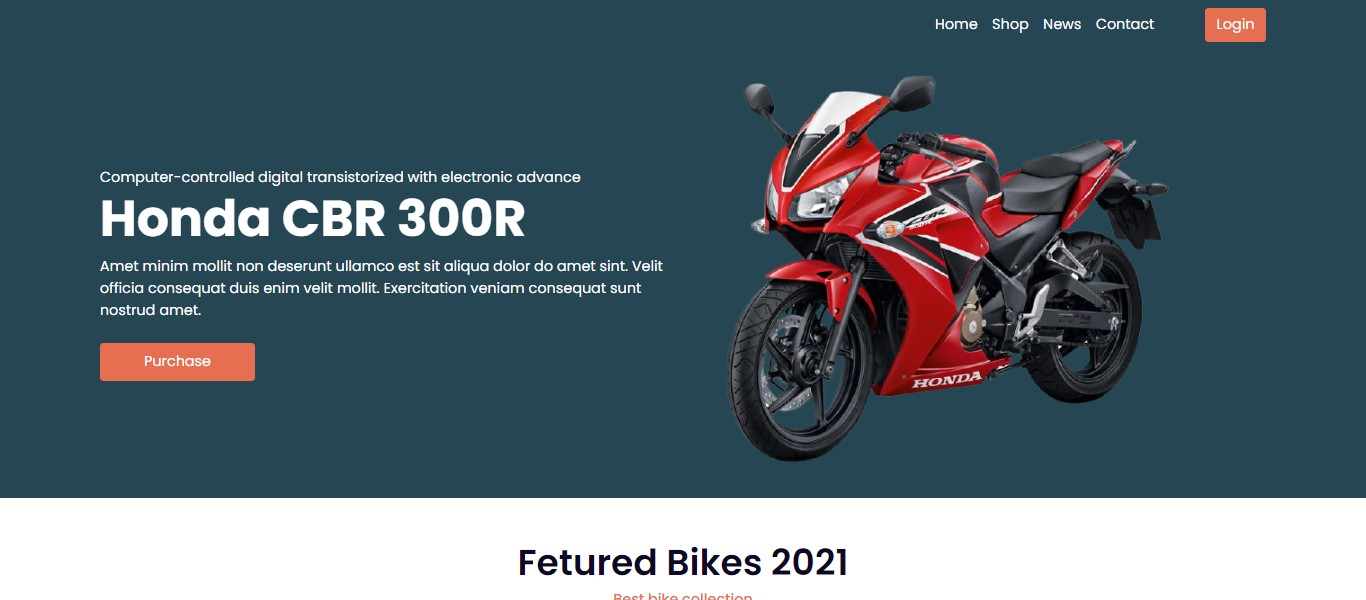 Home Shop News Contact Login
Computer-controlled digital transistorized with electronic advance
Honda CBR 300R
Amet minim mollit non deserunt ullamco est sit aliqua dolor do amet sint. Velit
officia consequat duis enim velit mollit. Exercitation veniam consequat sunt
nostrud amet.
Purchase
CBR
HONDA
Fetured Bikes 2021
Best bike collection